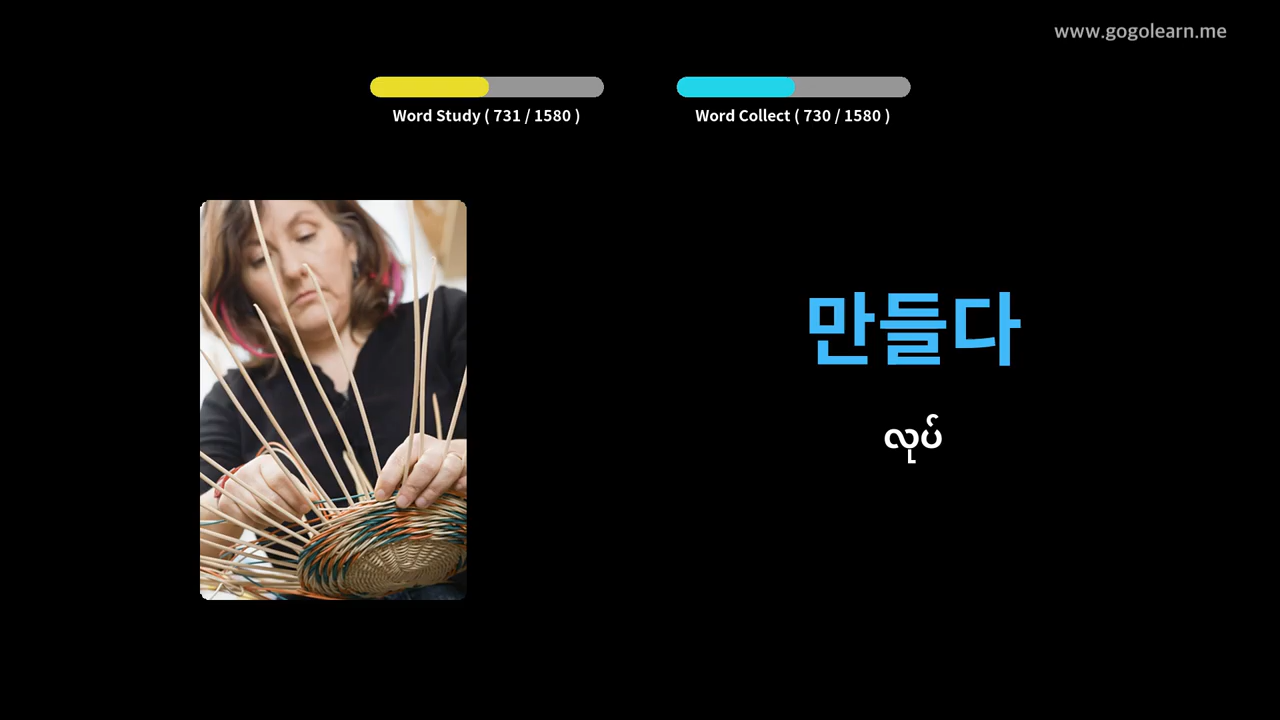 www.gogolearn.me
Word Study ( 731 / 1580 )
Word Collect ( 730 / 1580 )
만들다
လုပ်